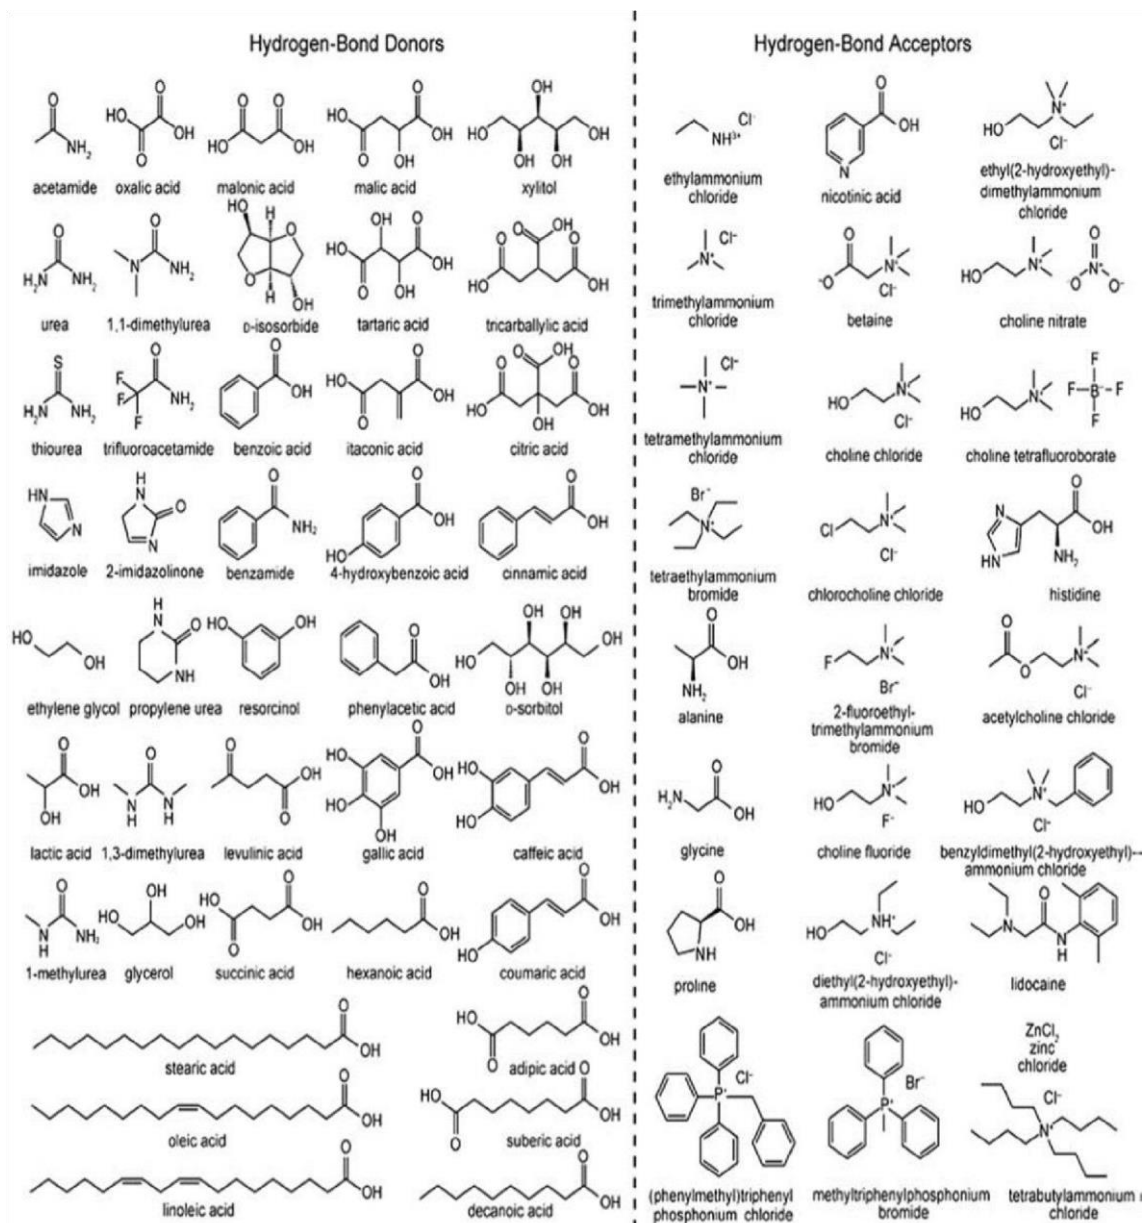 Hydrogen-Bond Donors
Hydrogen-Bond Acceptors
acetamide
oxalic acid
malonic acid
malic acid
xylitol
urea
1,1-dimethylurea
D-isosorbide
tartaric acid
tricarballylic acid
thiourea
trifluoroacetamide
benzoic acid
itaconic acid
citric acid
imidazole
2-imidazolinone
benzamide
4-hydroxybenzoic acid
cinnamic acid
ethylene glycol
propylene urea
resorcinol
phenylacetic acid
D-sorbitol
lactic acid
1,3-dimethylurea
levulinic acid
gallic acid
caffeic acid
1-methylurea
glycerol
succinic acid
hexanoic acid
coumaric acid
stearic acid
adipic acid
oleic acid
suberic acid
linoleic acid
decanoic acid
ethylammonium
chloride
nicotinic acid
ethyl(2-hydroxyethyl)-
dimethylammonium
chloride
trimethylammonium
chloride
betaine
choline nitrate
tetramethylammonium
chloride
choline chloride
choline tetrafluoroborate
tetraethylammonium
bromide
chlorocholine chloride
histidine
alanine
2-fluoroethyl-
trimethylammonium
bromide
acetylcholine chloride
glycine
choline fluoride
benzyldimethyl(2-hydroxyethyl)-
ammonium chloride
proline
diethyl(2-hydroxyethyl)-
ammonium chloride
lidocaine
ZnCl₂
zinc
chloride
(phenylmethyl)triphenyl
phosphonium chloride
methyltriphenylphosphonium
bromide
tetrabutylammonium
chloride